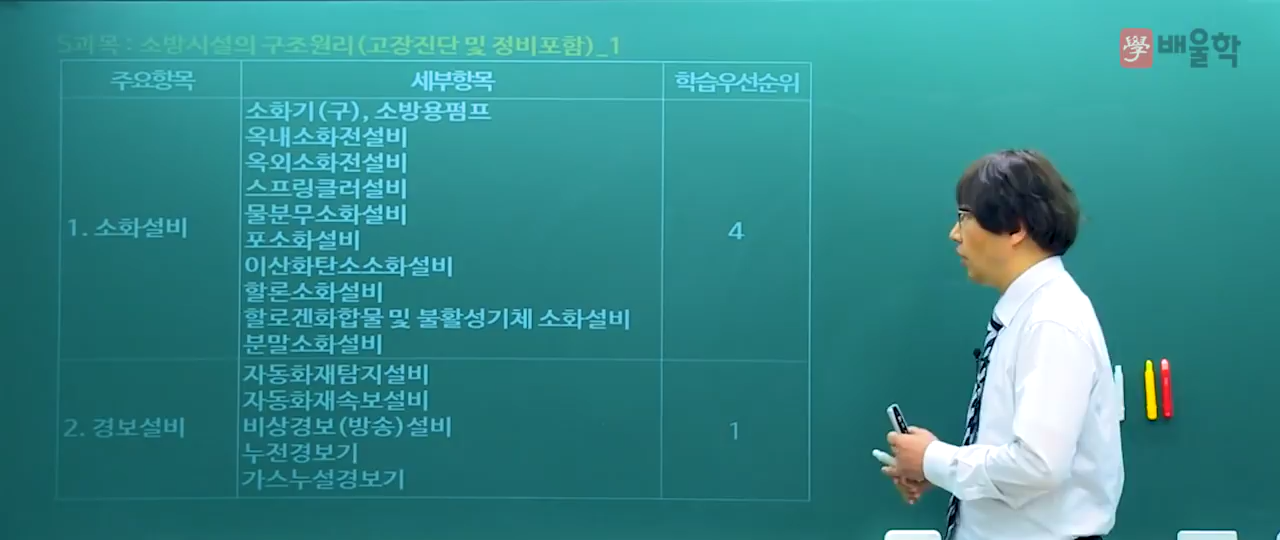 5과목 : 소방시설의 구조원리(고장진단 및 정비포함)_1
學 배울학
주요항목 세부항목 학습우선순위
소화기(구), 소방용펌프
옥내소화전설비
옥외소화전설비
스프링클러설비
물분무소화설비
1. 소화설비 4
포소화설비
이산화탄소소화설비
할론소화설비
할로겐화합물 및 불활성기체 소화설비
분말소화설비
자동화재탐지설비
자동화재속보설비
2. 경보설비 비상경보(방송)설비 1
누전경보기
가스누설경보기